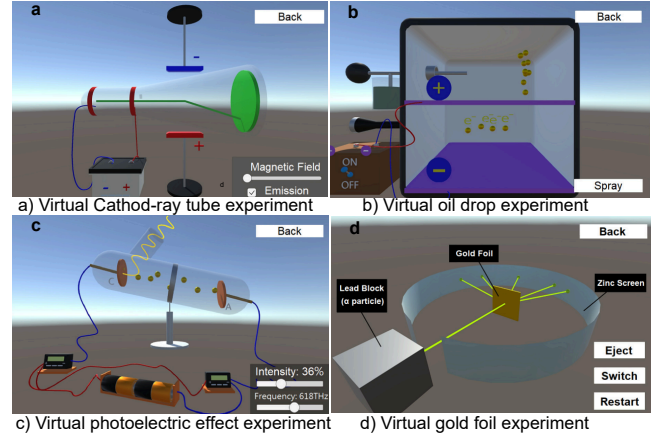 a
Back
-
+
- +
Magnetic Field
d
Emission
a) Virtual Cathod-ray tube experiment
b
Back
+
-
ON
OFF
Spray
b) Virtual oil drop experiment
c
Back
C
A
Intensity: 36%
Frequency: 618THz
c) Virtual photoelectric effect experiment
d
Back
Gold Foil
Lead Block
(α particle)
Zinc Screen
Eject
Switch
Restart
d) Virtual gold foil experiment